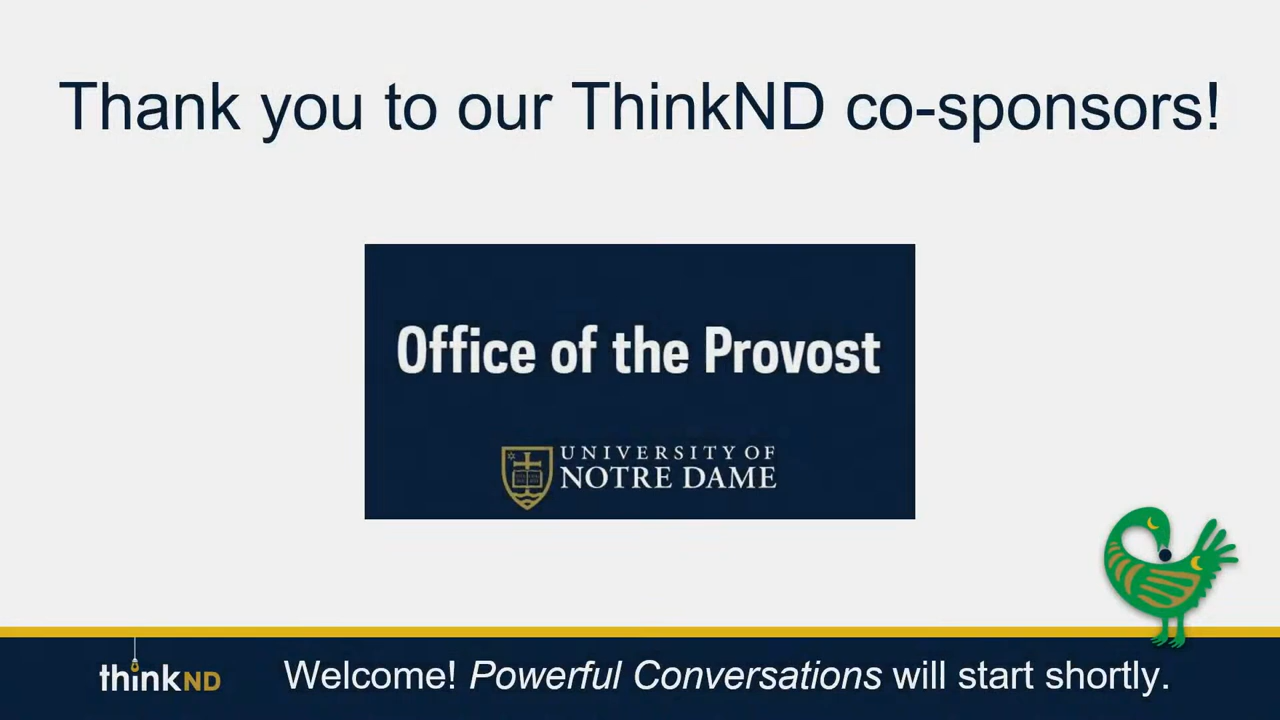 Thank you to our ThinkND co-sponsors!
Office of the Provost
UNIVERSITY OF
NOTRE DAME
thinkND
Welcome! Powerful Conversations will start shortly.